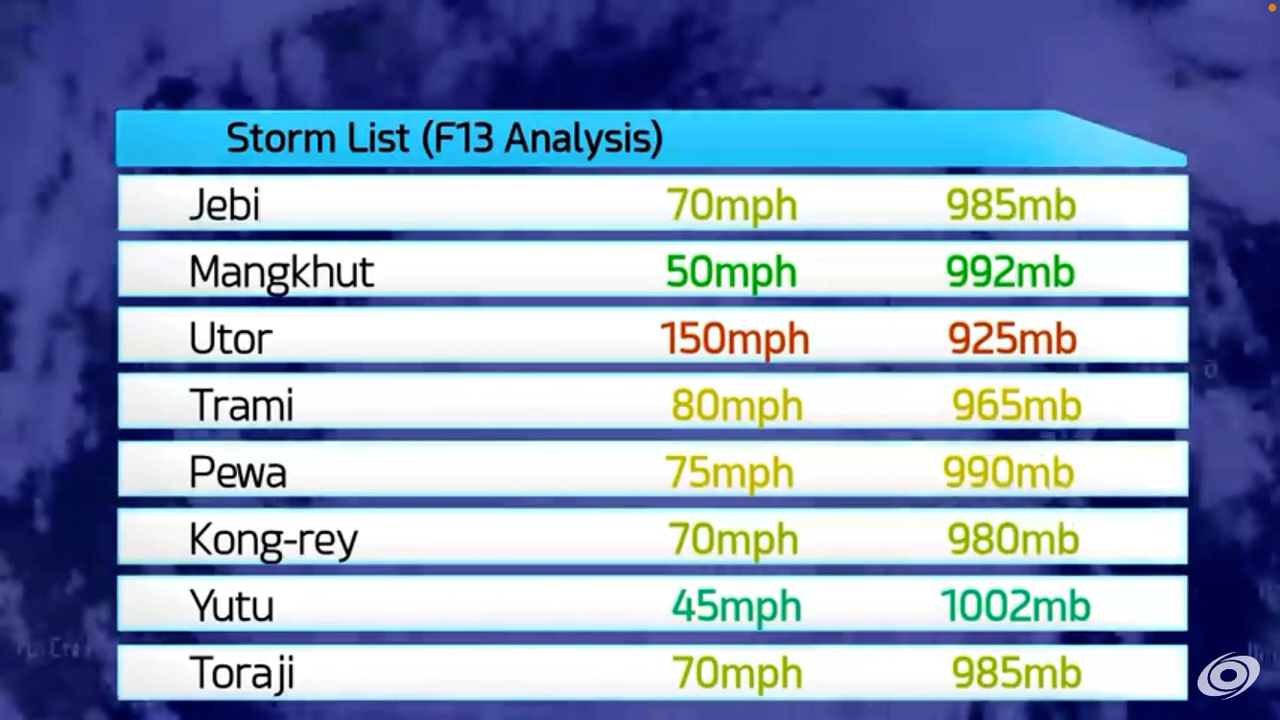 Storm List (F13 Analysis)
Jebi 70mph 985mb
Mangkhut 50mph 992mb
Utor 150mph 925mb
Trami 80mph 965mb
Pewa 75mph 990mb
Kong-rey 70mph 980mb
Yutu 45mph 1002mb
Toraji 70mph 985mb